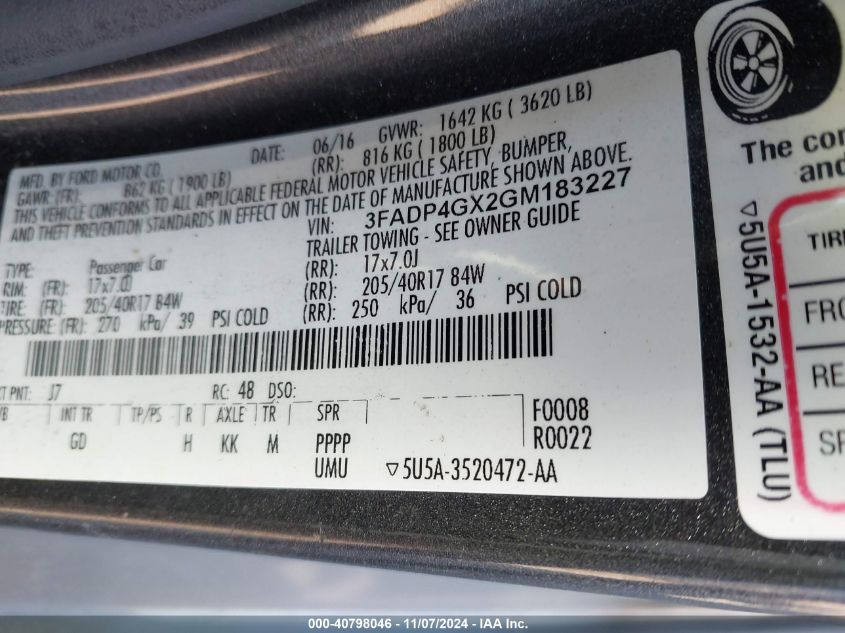 MFD. BY FORD MOTOR CO.
DATE: 06/16 GVWR: 1642 KG ( 3620 LB)
GAWR: (FR): 862 KG ( 1900 LB) (RR): 816 KG ( 1800 LB)
THIS VEHICLE CONFORMS TO ALL APPLICABLE FEDERAL MOTOR VEHICLE SAFETY, BUMPER,
AND THEFT PREVENTION STANDARDS IN EFFECT ON THE DATE OF MANUFACTURE SHOWN ABOVE.
VIN: 3FADP4GX2GM183227
TYPE: Passenger Car TRAILER TOWING - SEE OWNER GUIDE
RIM: (FR): 17x7.0J (RR): 17x7.0J
TIRE: (FR): 205/40R17 84W (RR): 205/40R17 84W
PRESSURE (FR): 270 kPa/ 39 PSI COLD (RR): 250 kPa/ 36 PSI COLD
T PNT: J7 RC: 48 DSO:
/B INT TR TP/PS R AXLE TR SPR F0008
GD H KK M PPPP R0022
UMU ▽5U5A-3520472-AA
▽5U5A-1532-AA (TLU)
The con
and
TIRE
FRO
RE
SP
000-40798046 - 11/07/2024 - IAA Inc.